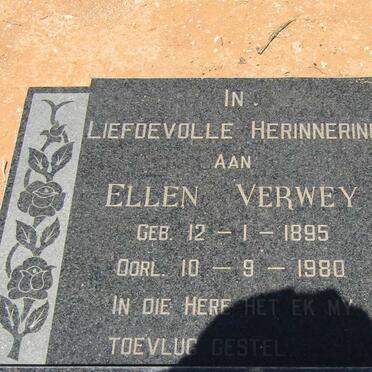 IN
LIEFDEVOLLE HERINNERIN
AAN
ELLEN VERWEY
GEB. 12 – 1 – 1895
OORL. 10 – 9 – 1980
IN DIE HERE HET EK MY
TOEVLUG GESTEL